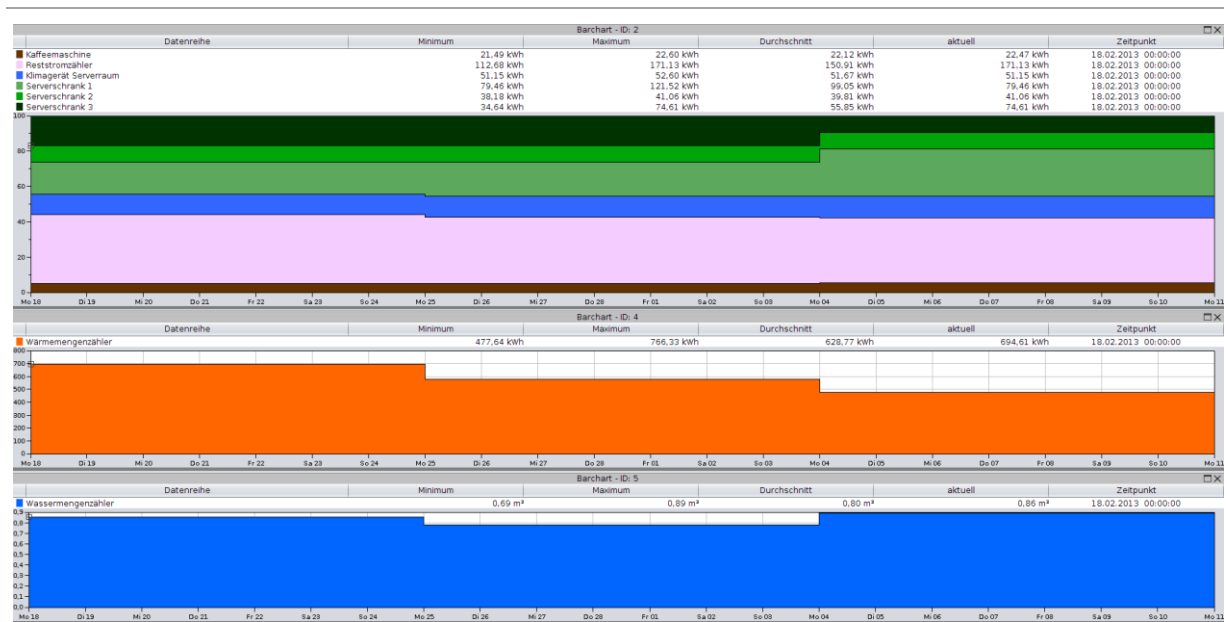 Barchart - ID: 2
Datenreihe Minimum Maximum Durchschnitt aktuell Zeitpunkt
Kaffeemaschine 21,49 kWh 22,60 kWh 22,12 kWh 22,47 kWh 18.02.2013 00:00:00
Reststromzähler 112,68 kWh 171,13 kWh 150,91 kWh 171,13 kWh 18.02.2013 00:00:00
Klimagerät Serverraum 51,15 kWh 52,60 kWh 51,67 kWh 51,15 kWh 18.02.2013 00:00:00
Serverschrank 1 79,46 kWh 121,52 kWh 99,05 kWh 79,46 kWh 18.02.2013 00:00:00
Serverschrank 2 38,18 kWh 41,06 kWh 39,81 kWh 41,06 kWh 18.02.2013 00:00:00
Serverschrank 3 34,64 kWh 74,61 kWh 55,85 kWh 74,61 kWh 18.02.2013 00:00:00
100
80
60
40
20
0
Mo 18 Di 19 Mi 20 Do 21 Fr 22 Sa 23 So 24 Mo 25 Di 26 Mi 27 Do 28 Fr 01 Sa 02 So 03 Mo 04 Di 05 Mi 06 Do 07 Fr 08 Sa 09 So 10 Mo 11
Barchart - ID: 4
Datenreihe Minimum Maximum Durchschnitt aktuell Zeitpunkt
Wärmemengenzähler 477,64 kWh 766,33 kWh 628,77 kWh 694,61 kWh 18.02.2013 00:00:00
800
700
600
500
400
300
200
100
0
Mo 18 Di 19 Mi 20 Do 21 Fr 22 Sa 23 So 24 Mo 25 Di 26 Mi 27 Do 28 Fr 01 Sa 02 So 03 Mo 04 Di 05 Mi 06 Do 07 Fr 08 Sa 09 So 10 Mo 11
Barchart - ID: 5
Datenreihe Minimum Maximum Durchschnitt aktuell Zeitpunkt
Wassermengenzähler 0,69 m³ 0,89 m³ 0,80 m³ 0,86 m³ 18.02.2013 00:00:00
0,9
0,8
0,7
0,6
0,5
0,4
0,3
0,2
0,1
0,0
Mo 18 Di 19 Mi 20 Do 21 Fr 22 Sa 23 So 24 Mo 25 Di 26 Mi 27 Do 28 Fr 01 Sa 02 So 03 Mo 04 Di 05 Mi 06 Do 07 Fr 08 Sa 09 So 10 Mo 11